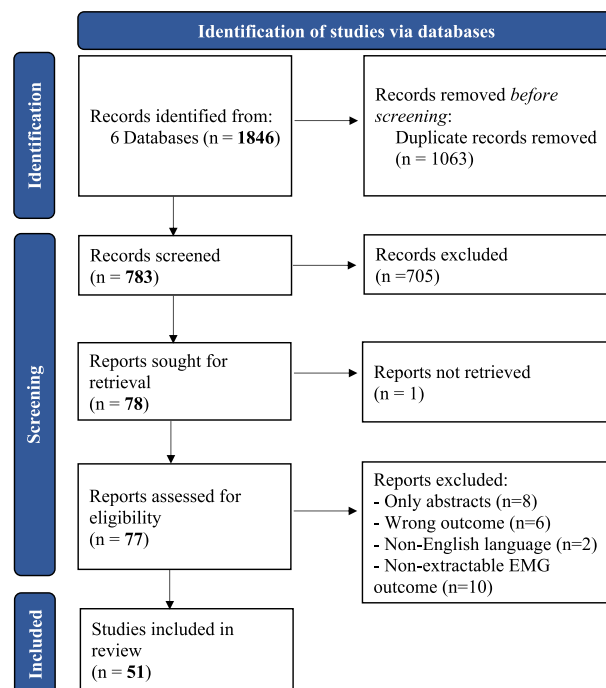 Identification of studies via databases
Identification
Records identified from:
6 Databases (n = 1846)
Records removed before
screening:
Duplicate records removed
(n = 1063)
Screening
Records screened
(n = 783)
Records excluded
(n =705)
Reports sought for
retrieval
(n = 78)
Reports not retrieved
(n = 1)
Reports assessed for
eligibility
(n = 77)
Reports excluded:
- Only abstracts (n=8)
- Wrong outcome (n=6)
- Non-English language (n=2)
- Non-extractable EMG
outcome (n=10)
Included
Studies included in
review
(n = 51)